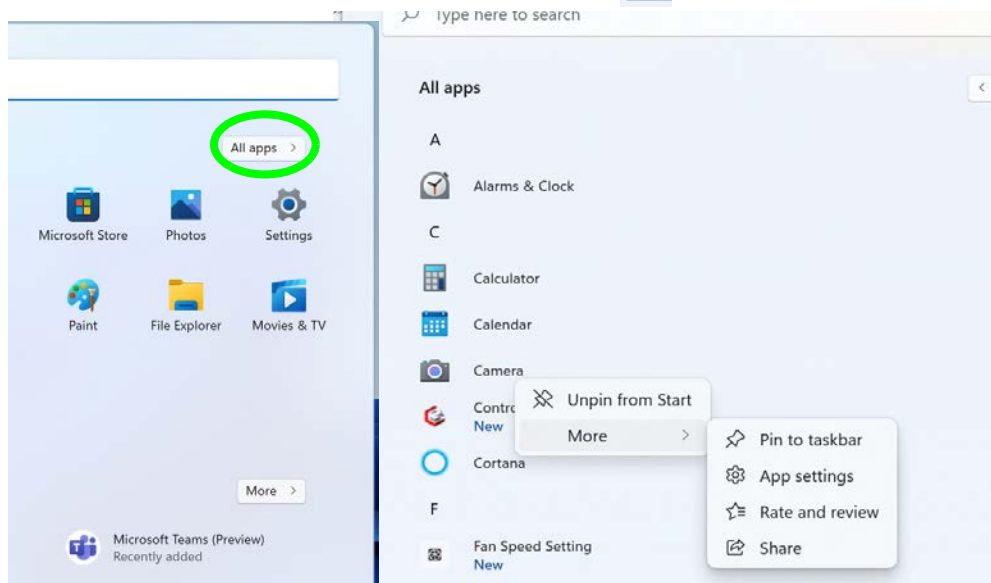 All apps >
Microsoft Store
Photos
Settings
Paint
File Explorer
Movies & TV
More >
Microsoft Teams (Preview)
Recently added
Type here to search
All apps
<
A
Alarms & Clock
C
Calculator
Calendar
Camera
Contro
New
Cortana
F
Fan Speed Setting
New
Unpin from Start
More >
Pin to taskbar
App settings
Rate and review
Share